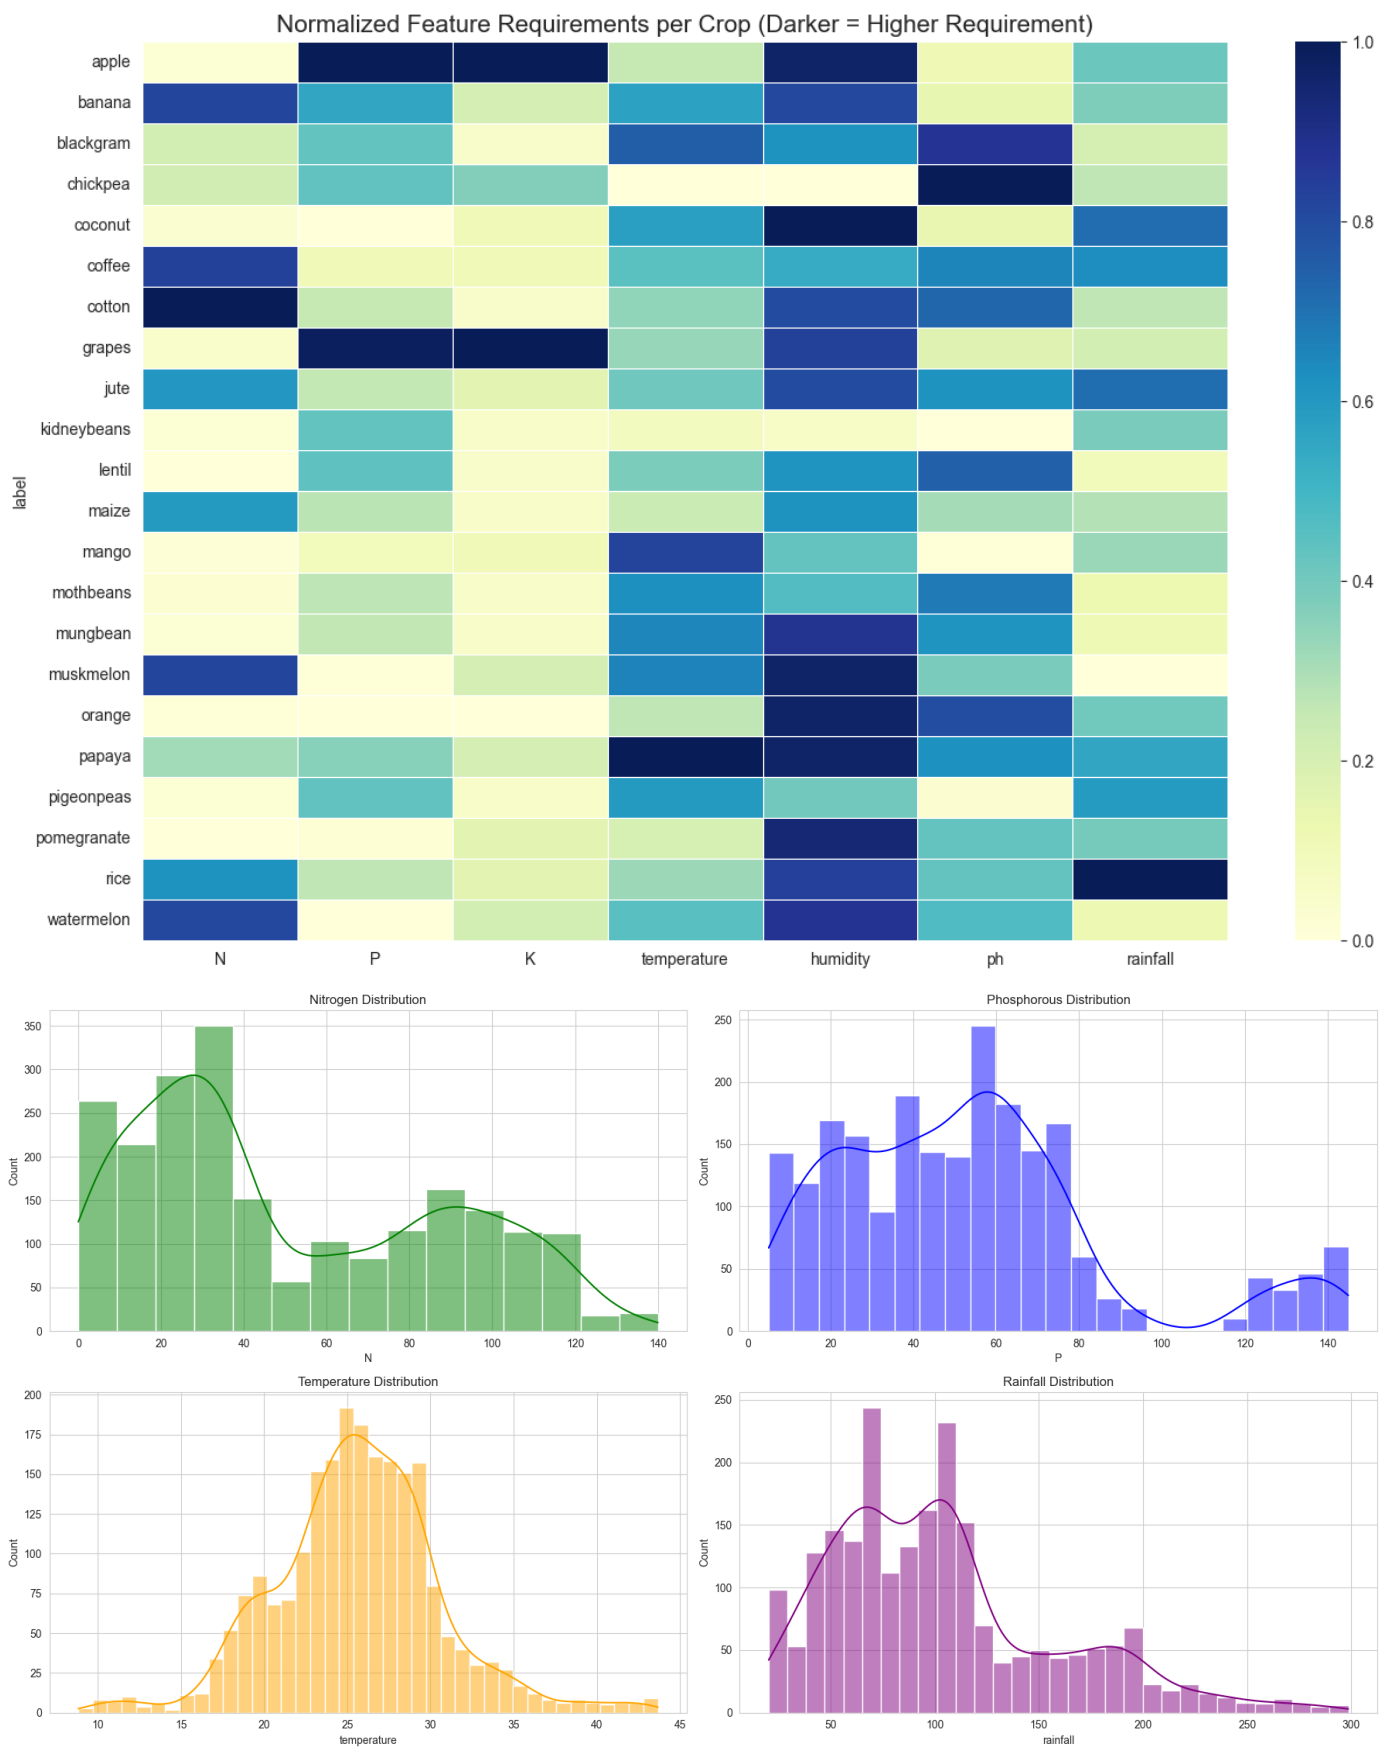 Normalized Feature Requirements per Crop (Darker = Higher Requirement)
label
apple
banana
blackgram
chickpea
coconut
coffee
cotton
grapes
jute
kidneybeans
lentil
maize
mango
mothbeans
mungbean
muskmelon
orange
papaya
pigeonpeas
pomegranate
rice
watermelon
N P K temperature humidity ph rainfall
1.0
0.8
0.6
0.4
0.2
0.0
Nitrogen Distribution
Count
350
300
250
200
150
100
50
0
0 20 40 60 80 100 120 140
N
Phosphorous Distribution
Count
250
200
150
100
50
0
0 20 40 60 80 100 120 140
P
Temperature Distribution
Count
200
175
150
125
100
75
50
25
0
10 15 20 25 30 35 40 45
temperature
Rainfall Distribution
Count
250
200
150
100
50
0
50 100 150 200 250 300
rainfall